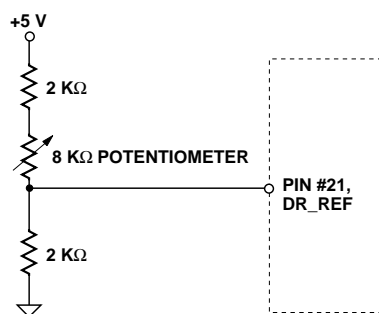 +5 V
2 KΩ
8 KΩ POTENTIOMETER
PIN #21,
DR_REF
2 KΩ